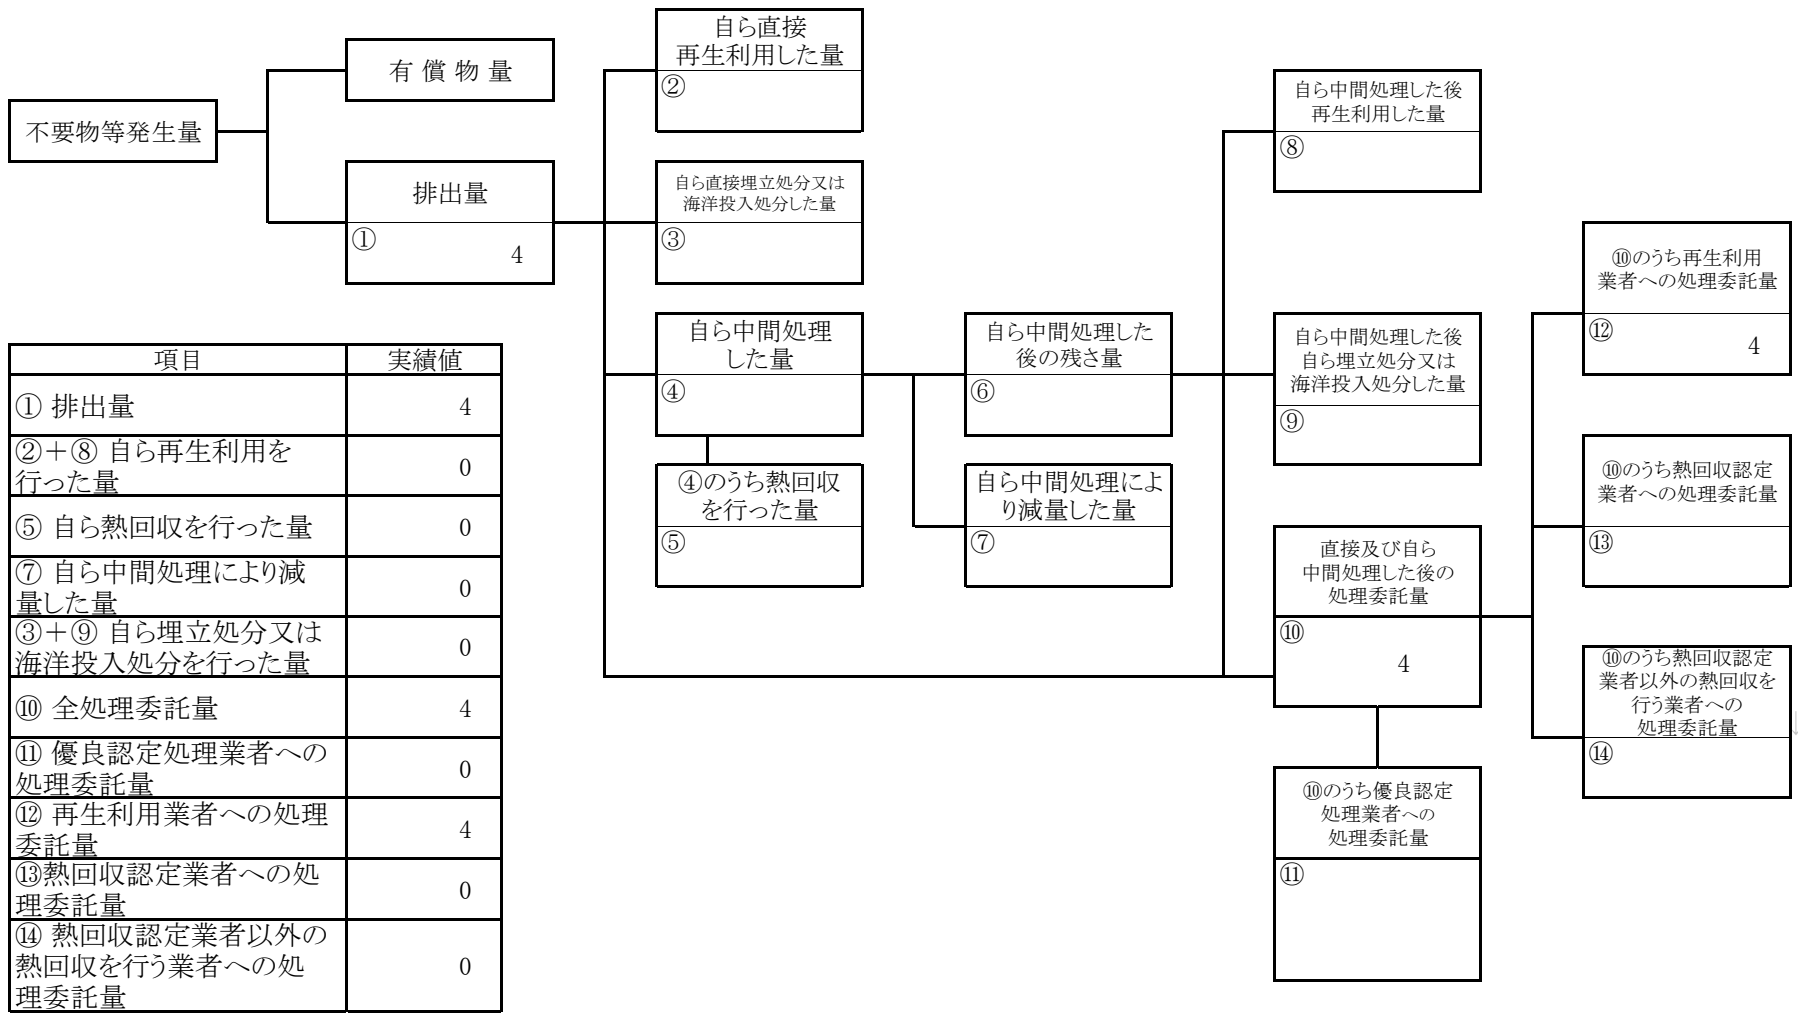 不要物等発生量
有 償 物 量
排出量
①
4
自ら直接
再生利用した量
②
自ら直接埋立処分又は
海洋投入処分した量
③
自ら中間処理
した量
④
④のうち熱回収
を行った量
⑤
自ら中間処理した
後の残さ量
⑥
自ら中間処理によ
り減量した量
⑦
自ら中間処理した後
再生利用した量
⑧
自ら中間処理した後
自ら埋立処分又は
海洋投入処分した量
⑨
直接及び自ら
中間処理した後の
処理委託量
⑩
4
⑩のうち優良認定
処理業者への
処理委託量
⑪
⑩のうち再生利用
業者への処理委託量
⑫
4
⑩のうち熱回収認定
業者への処理委託量
⑬
⑩のうち熱回収認定
業者以外の熱回収を
行う業者への
処理委託量
⑭
項目 実績値
① 排出量 4
②＋⑧ 自ら再生利用を
行った量 0
⑤ 自ら熱回収を行った量 0
⑦ 自ら中間処理により減
量した量 0
③＋⑨ 自ら埋立処分又は
海洋投入処分を行った量 0
⑩ 全処理委託量 4
⑪ 優良認定処理業者への
処理委託量 0
⑫ 再生利用業者への処理
委託量 4
⑬熱回収認定業者への処
理委託量 0
⑭ 熱回収認定業者以外の
熱回収を行う業者への処
理委託量 0